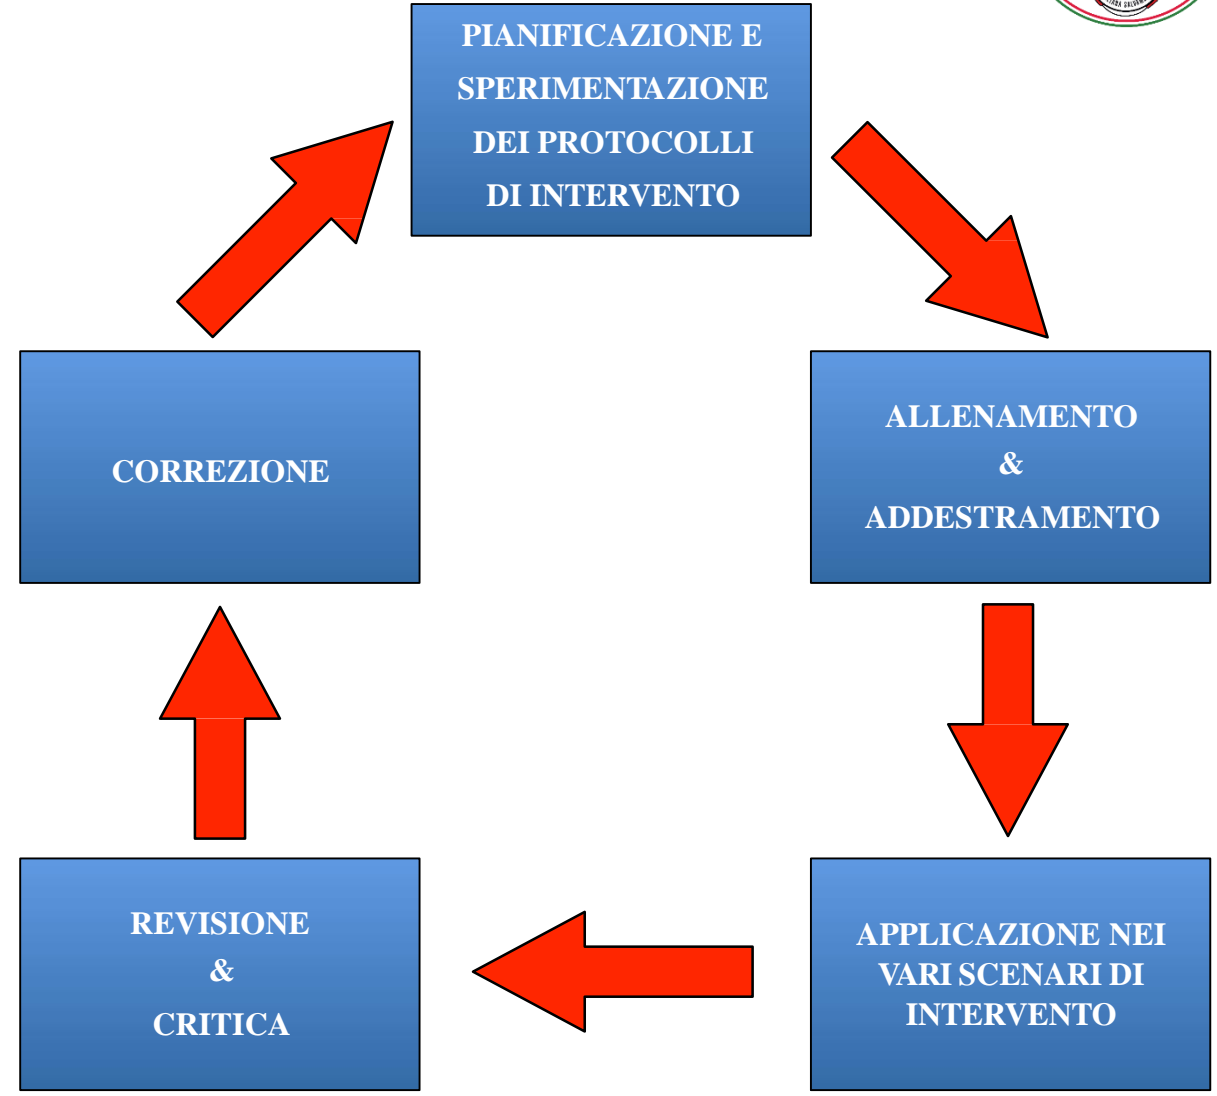 PIANIFICAZIONE E
SPERIMENTAZIONE
DEI PROTOCOLLI
DI INTERVENTO
ALLENAMENTO
&
ADDESTRAMENTO
CORREZIONE
REVISIONE
&
CRITICA
APPLICAZIONE NEI
VARI SCENARI DI
INTERVENTO